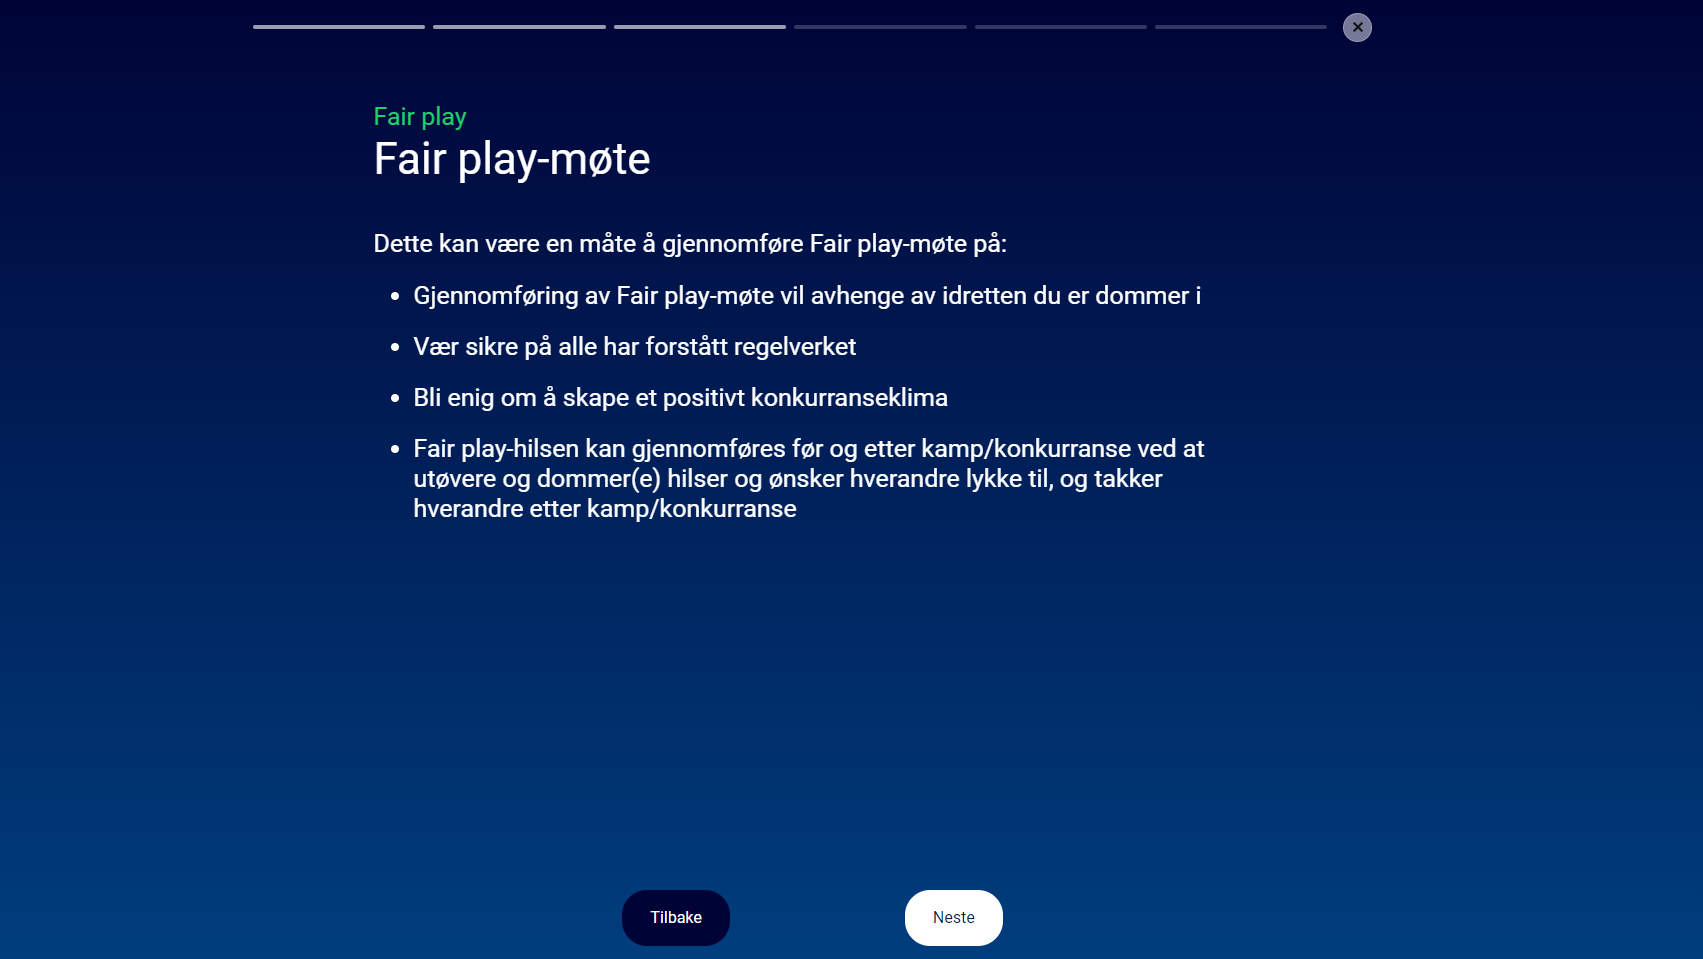 Fair play
Fair play-møte
Dette kan være en måte å gjennomføre Fair play-møte på:
• Gjennomføring av Fair play-møte vil avhenge av idretten du er dommer i
• Vær sikre på alle har forstått regelverket
• Bli enig om å skape et positivt konkurranseklima
• Fair play-hilsen kan gjennomføres før og etter kamp/konkurranse ved at
utøvere og dommer(e) hilser og ønsker hverandre lykke til, og takker
hverandre etter kamp/konkurranse
Tilbake
Neste